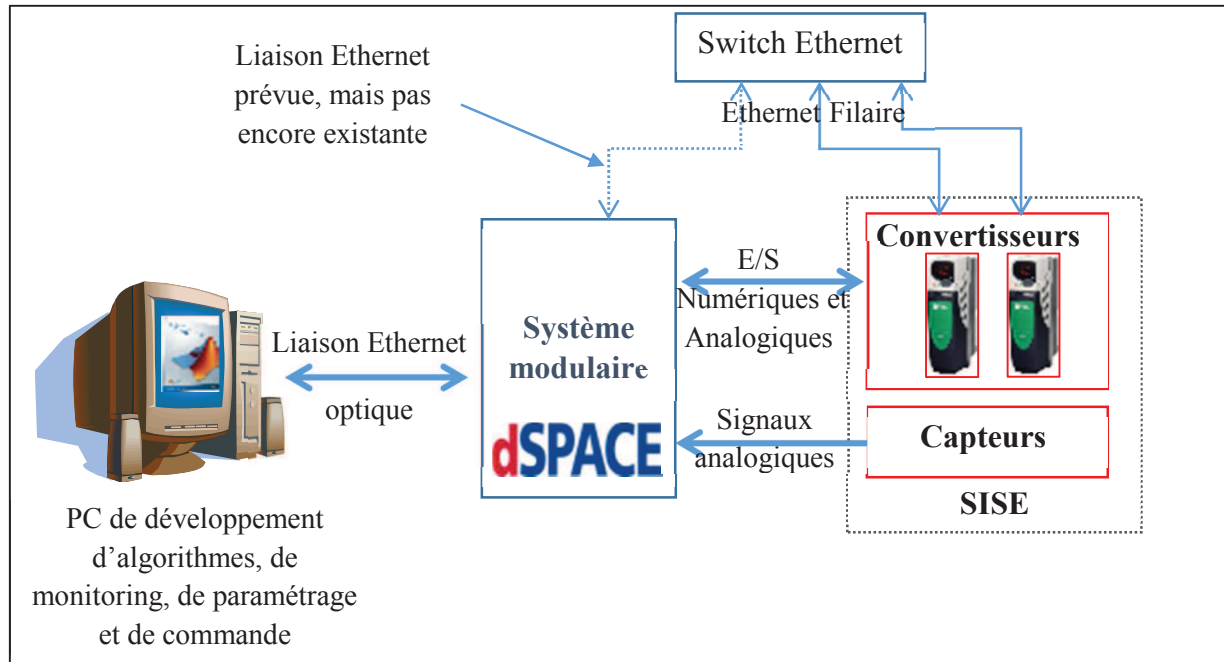 Switch Ethernet
Liaison Ethernet
prévue, mais pas
encore existante
Ethernet Filaire
Convertisseurs
E/S
Numériques et
Analogiques
Système
modulaire
dSPACE
Liaison Ethernet
optique
Signaux
analogiques
Capteurs
SISE
PC de développement
d’algorithmes, de
monitoring, de paramétrage
et de commande